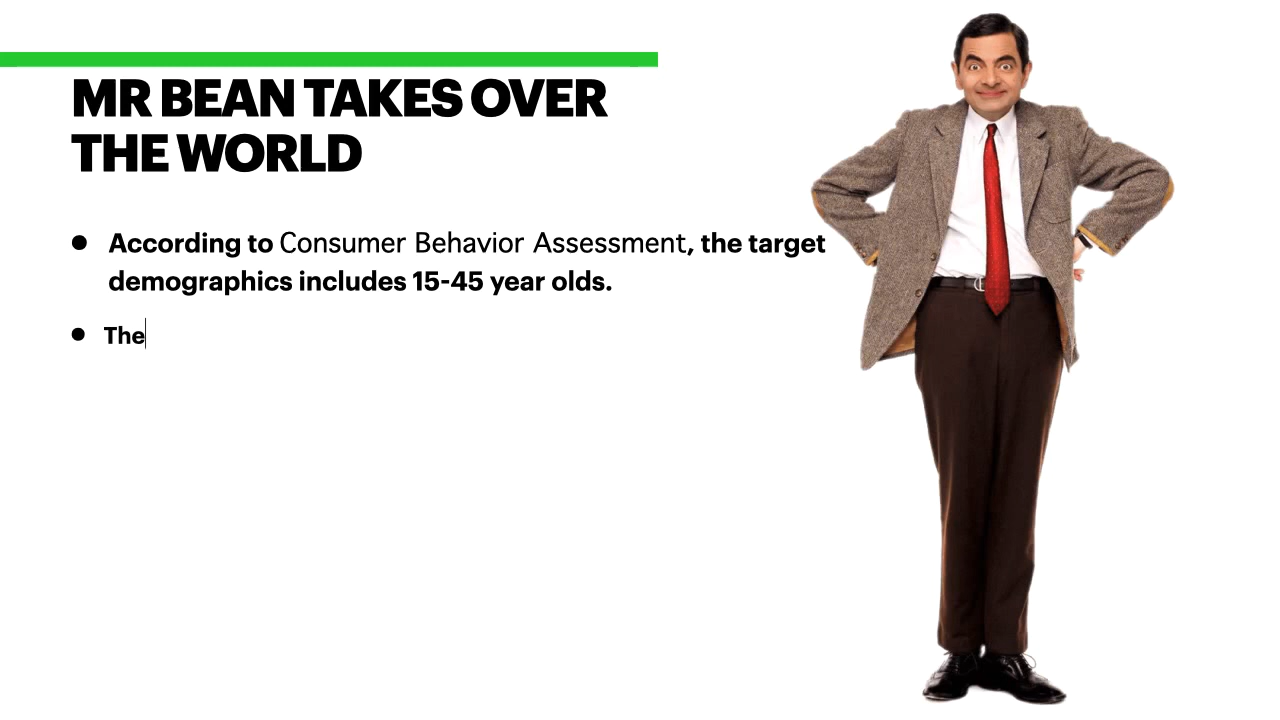 MR BEAN TAKES OVER
THE WORLD
● According to Consumer Behavior Assessment, the target
demographics includes 15-45 year olds.
● The